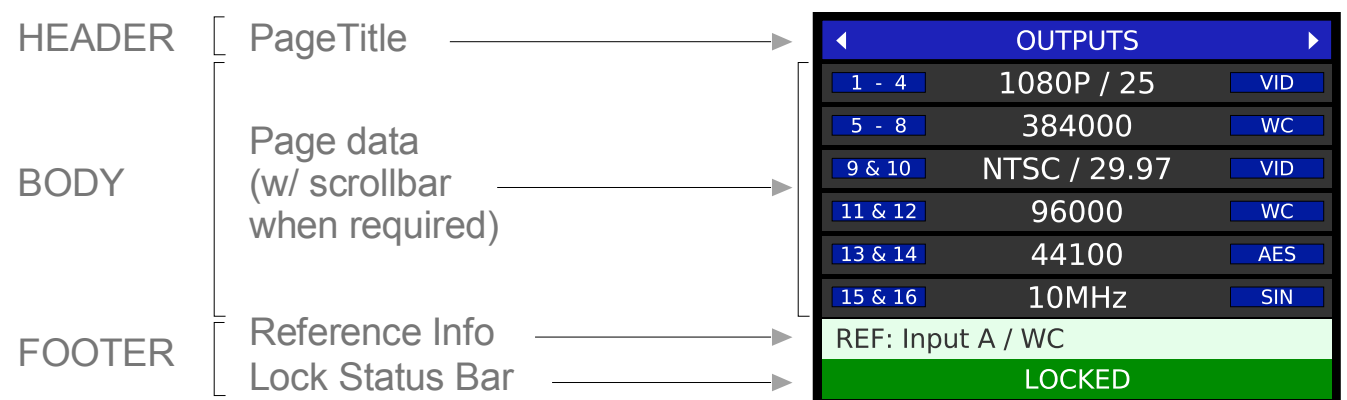 HEADER
PageTitle
BODY
Page data
(w/ scrollbar
when required)
FOOTER
Reference Info
Lock Status Bar
OUTPUTS
1 - 4 1080P / 25 VID
5 - 8 384000 WC
9 & 10 NTSC / 29.97 VID
11 & 12 96000 WC
13 & 14 44100 AES
15 & 16 10MHz SIN
REF: Input A / WC
LOCKED